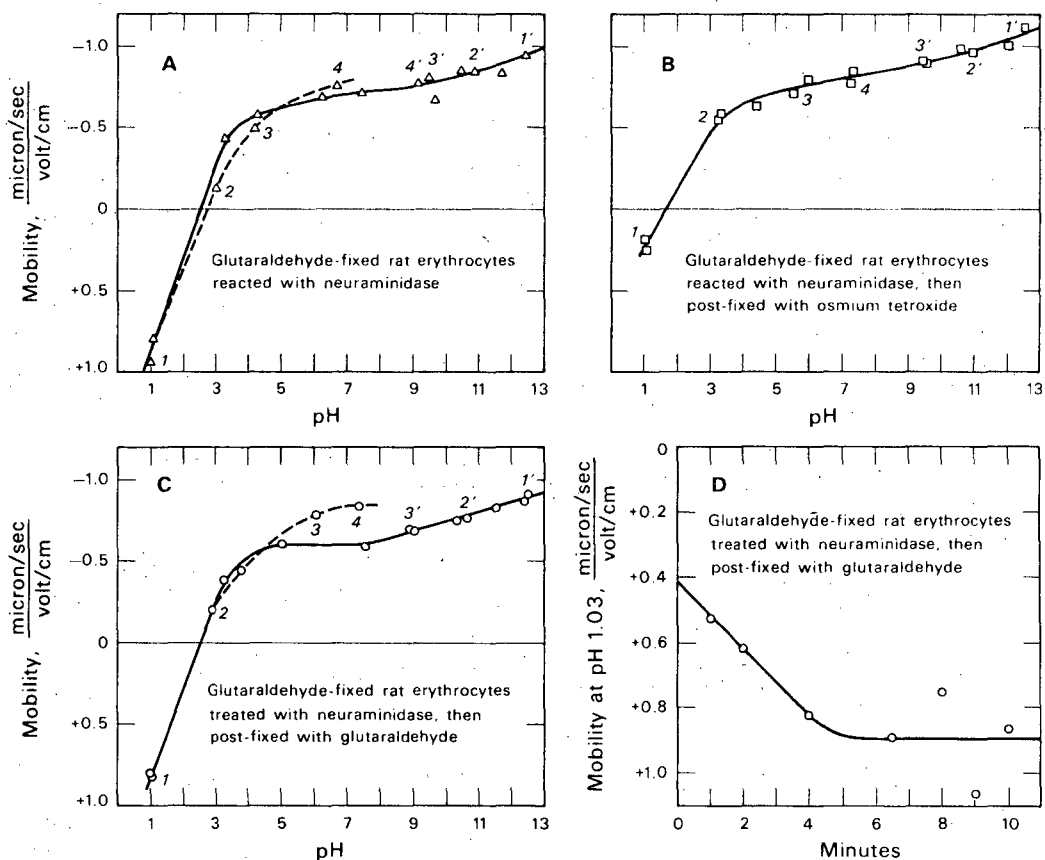 A
-1.0
-0.5
0
+0.5
+1.0
Mobility, micron/sec
volt/cm
1
2
3
4
4'
3'
2'
1'
Glutaraldehyde-fixed rat erythrocytes
reacted with neuraminidase
1 3 5 7 9 11 13
pH
B
1
2
3
4
3'
2'
1'
Glutaraldehyde-fixed rat erythrocytes
reacted with neuraminidase, then
post-fixed with osmium tetroxide
1 3 5 7 9 11 13
pH
C
-1.0
-0.5
0
+0.5
+1.0
Mobility, micron/sec
volt/cm
1
2
3
4
3'
2'
1'
Glutaraldehyde-fixed rat erythrocytes
treated with neuraminidase, then
post-fixed with glutaraldehyde
1 3 5 7 9 11 13
pH
D
0
+0.2
+0.4
+0.6
+0.8
+1.0
Mobility at pH 1.03, micron/sec
volt/cm
Glutaraldehyde-fixed rat erythrocytes
treated with neuraminidase, then
post-fixed with glutaraldehyde
0 2 4 6 8 10
Minutes